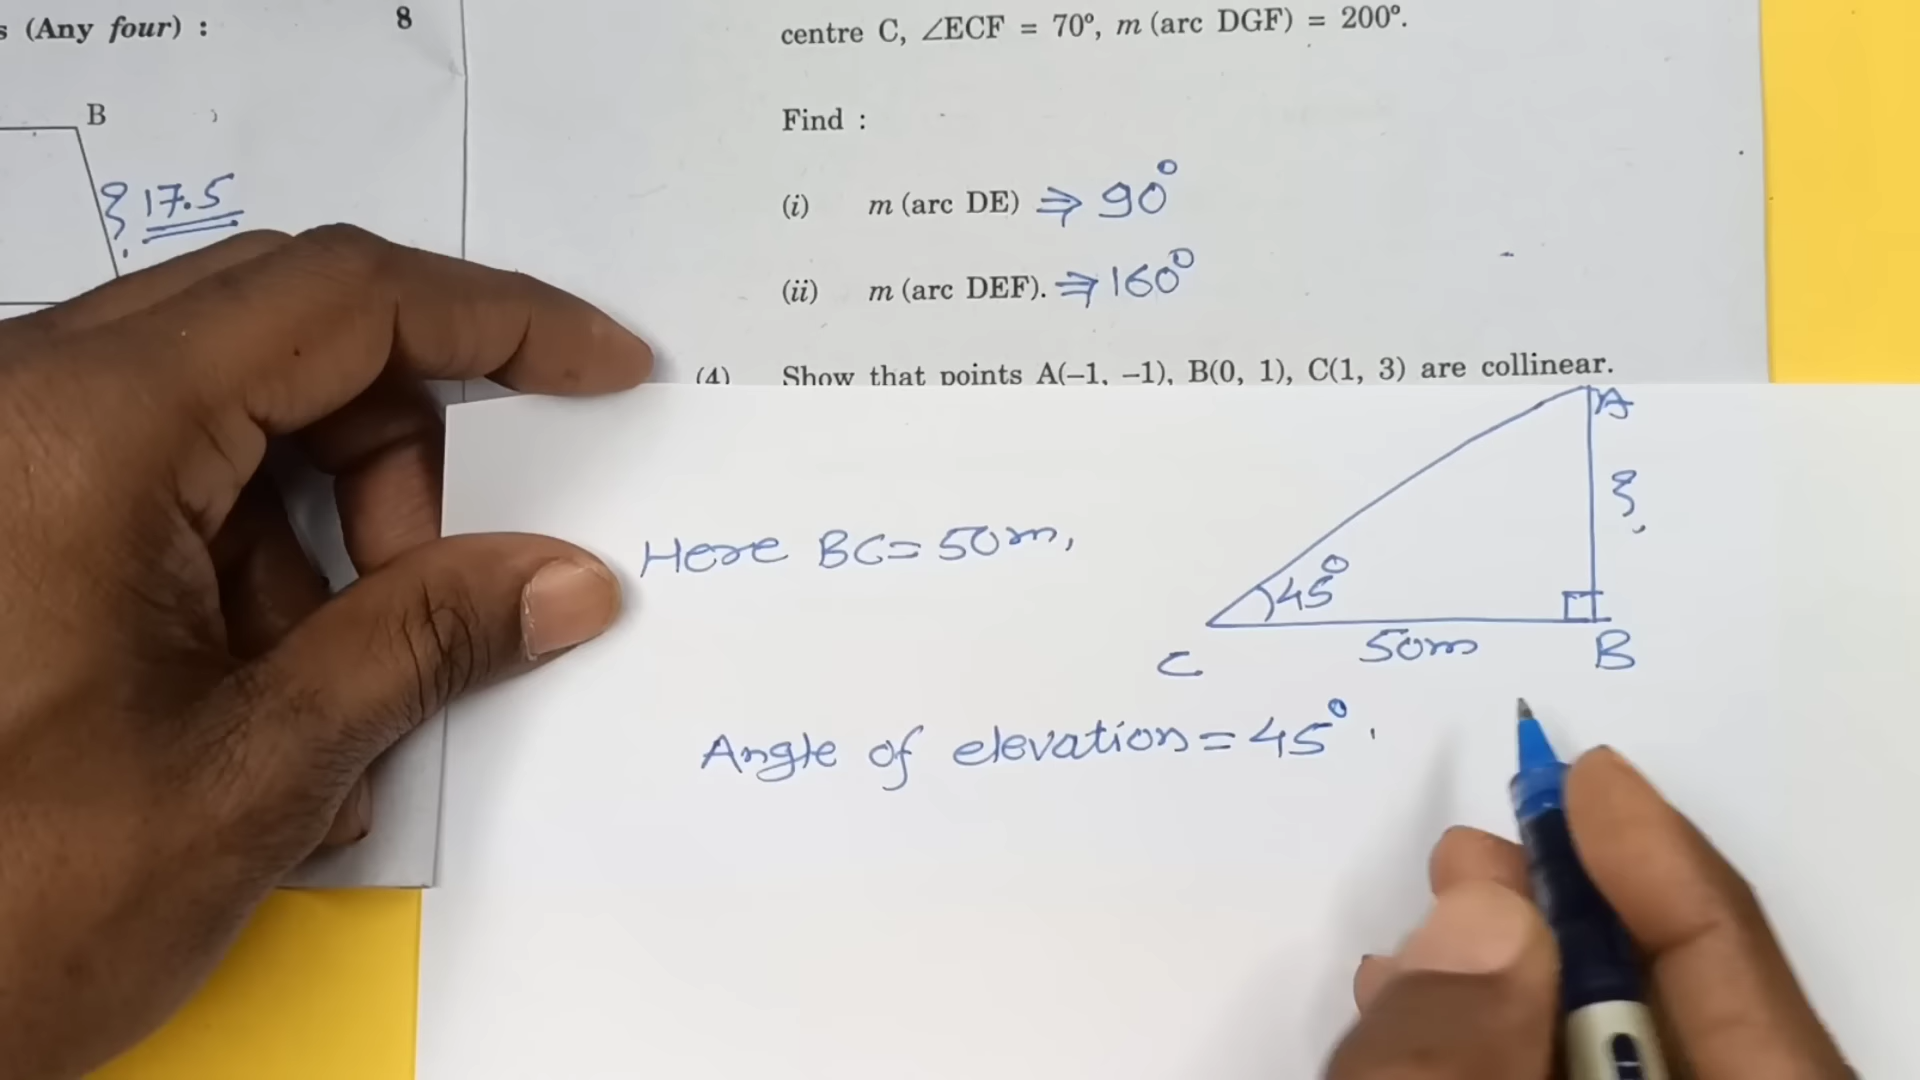 (Any four) :
8
B
17.5
centre C, ∠ECF = 70°, m (arc DGF) = 200°.
Find :
(i) m (arc DE) ⇒ 90°
(ii) m (arc DEF). ⇒ 160°
(4) Show that points A(–1, –1), B(0, 1), C(1, 3) are collinear.
A
Here BC = 50m,
45°
C 50m B
Angle of elevation = 45°.